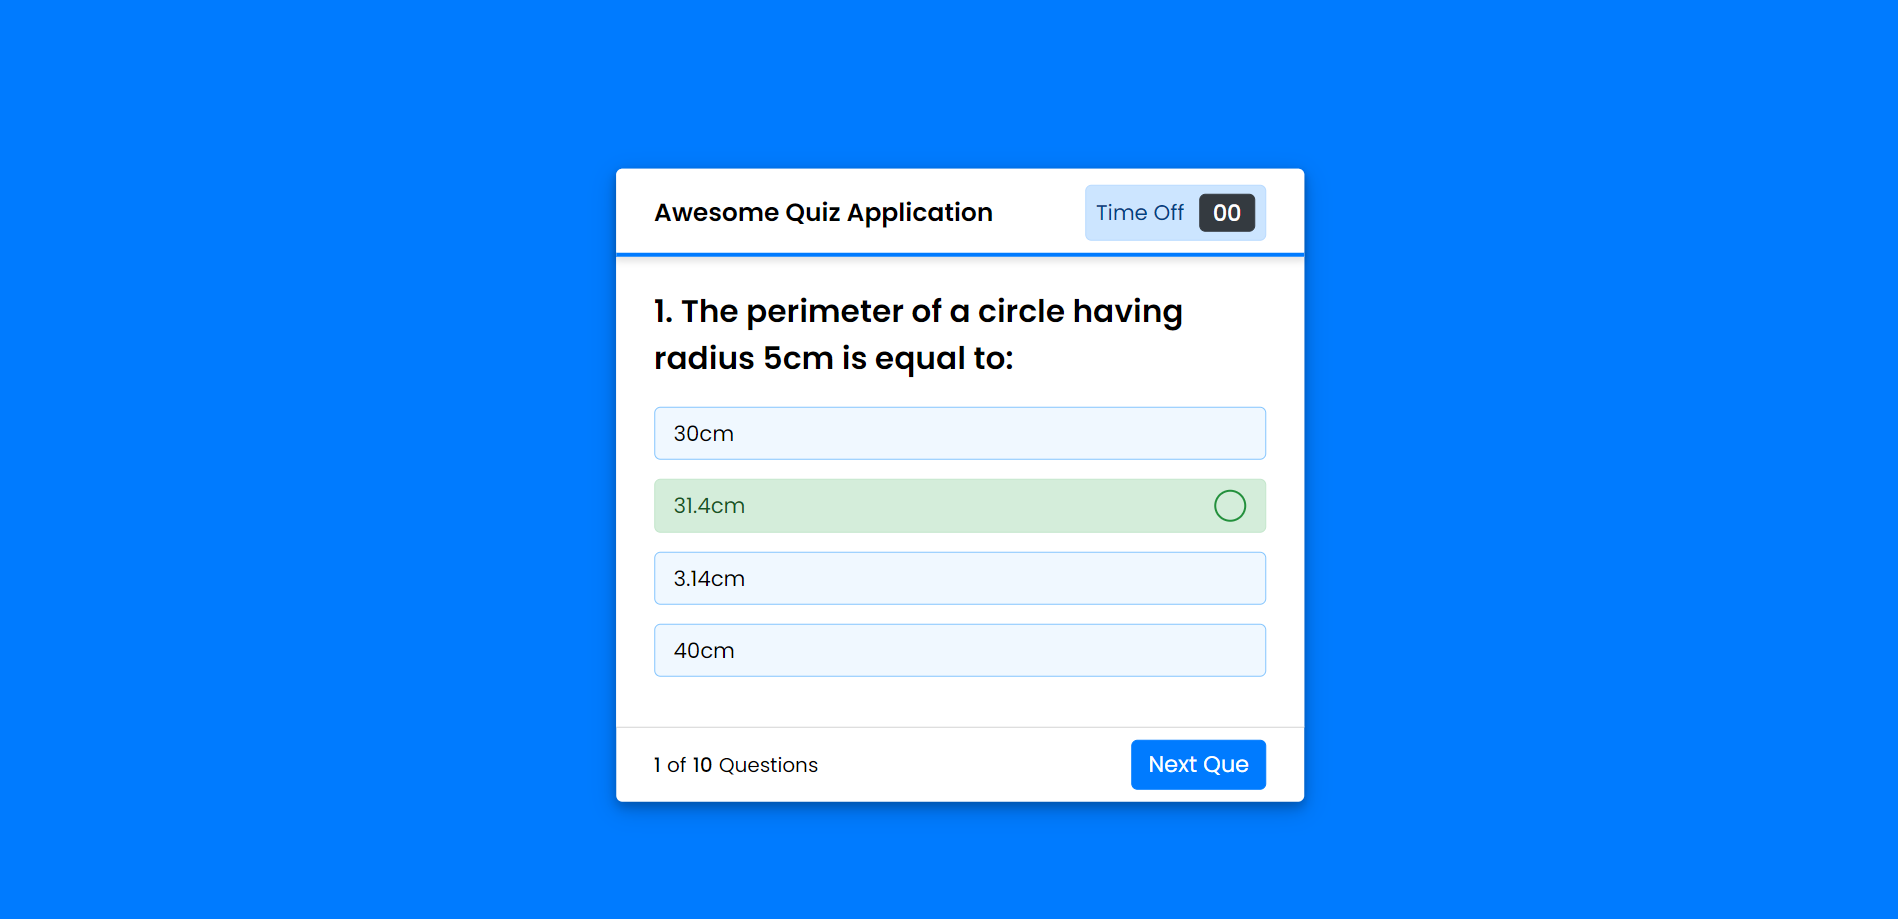 Awesome Quiz Application
Time Off 00
1. The perimeter of a circle having
radius 5cm is equal to:
30cm
31.4cm
3.14cm
40cm
1 of 10 Questions
Next Que